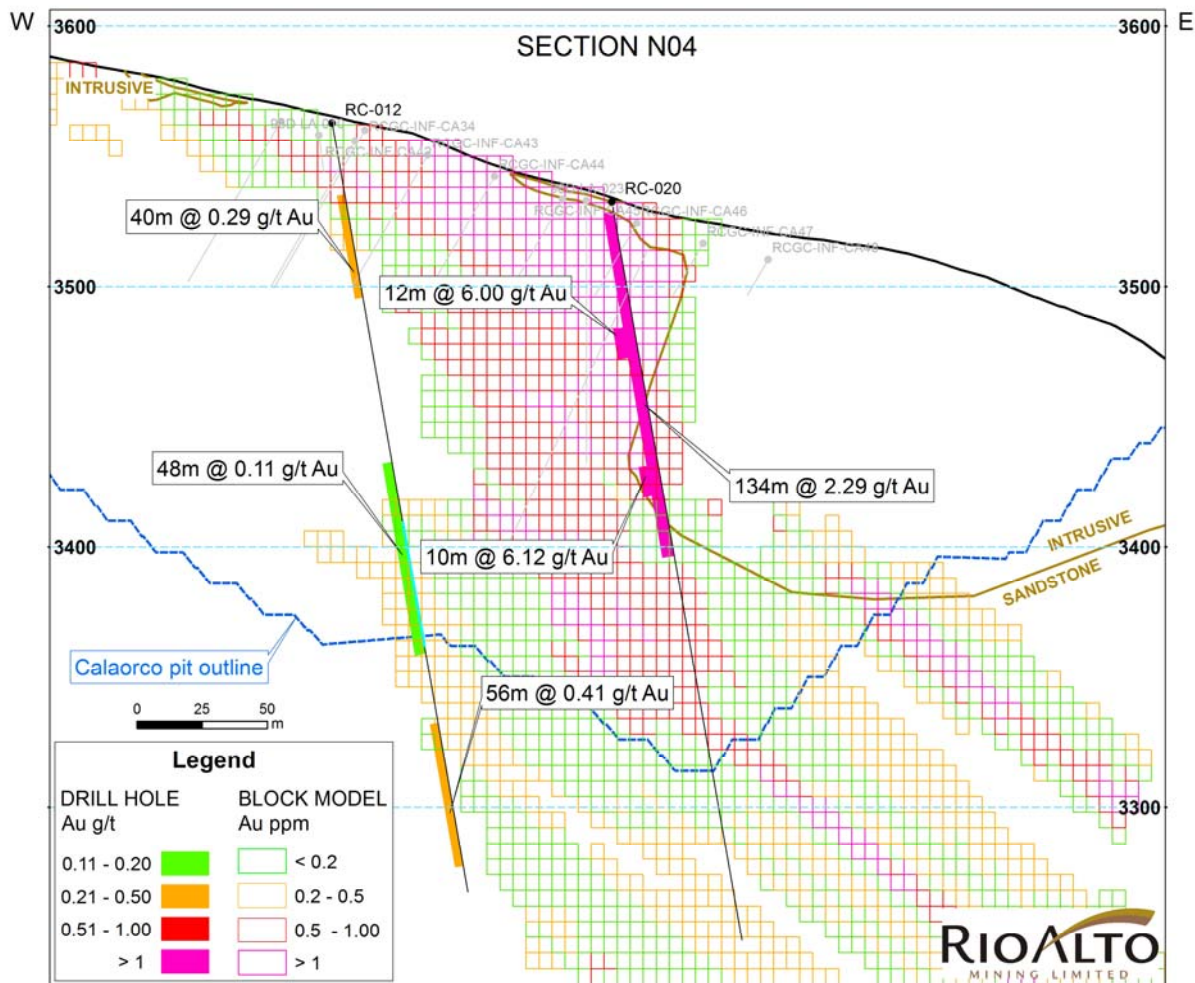 W
3600
SECTION N04
3600
E
INTRUSIVE
RC-012
RCGC-INF-CA34
RCGC-INF-CA43
RCGC-INF-CA44
RC-020
RCGC-INF-CA46
RCGC-INF-CA47
40m @ 0.29 g/t Au
3500
12m @ 6.00 g/t Au
3500
48m @ 0.11 g/t Au
134m @ 2.29 g/t Au
3400
10m @ 6.12 g/t Au
INTRUSIVE
SANDSTONE
3400
Calaorco pit outline
56m @ 0.41 g/t Au
0 25 50
m
3300
Legend
DRILL HOLE
Au g/t
0.11 - 0.20
0.21 - 0.50
0.51 - 1.00
> 1
BLOCK MODEL
Au ppm
< 0.2
0.2 - 0.5
0.5 - 1.00
> 1
RIOALTO
MINING LIMITED